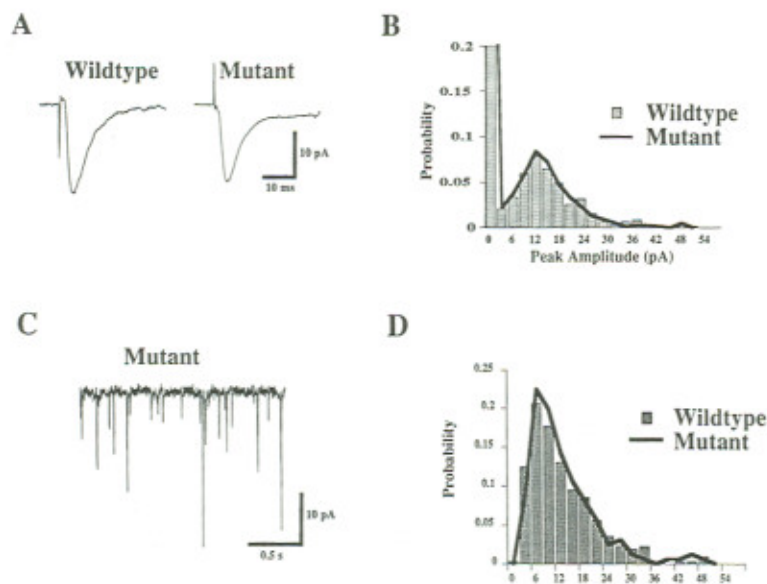 A
Wildtype
Mutant
10 pA
10 ms
B
0.2
0.15
0.1
0.05
0
Probability
0 6 12 18 24 30 36 42 48 54
Peak Amplitude (pA)
Wildtype
Mutant
C
Mutant
10 pA
0.5 s
D
0.25
0.2
0.15
0.1
0.05
0
Probability
0 6 12 18 24 30 36 42 48 54
Wildtype
Mutant